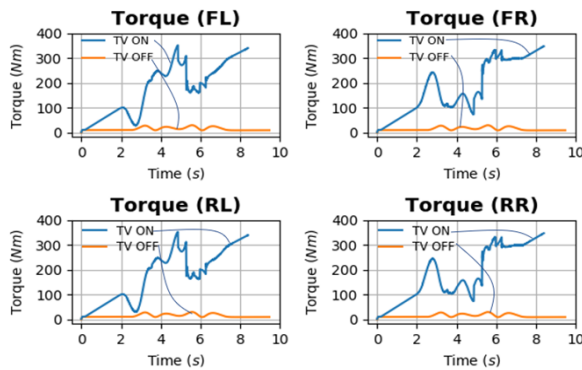 Torque (FL)
Torque (Nm)
400
300
200
100
0
TV ON
TV OFF
0 2 4 6 8 10
Time (s)
Torque (FR)
Torque (Nm)
400
300
200
100
0
TV ON
TV OFF
0 2 4 6 8 10
Time (s)
Torque (RL)
Torque (Nm)
400
300
200
100
0
TV ON
TV OFF
0 2 4 6 8 10
Time (s)
Torque (RR)
Torque (Nm)
400
300
200
100
0
TV ON
TV OFF
0 2 4 6 8 10
Time (s)